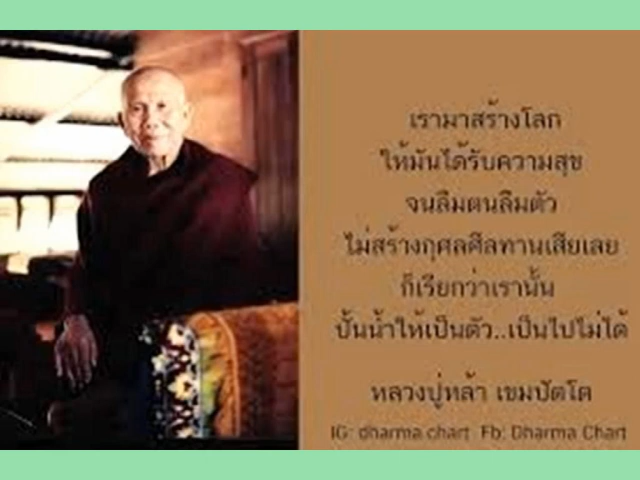 เรามาสร้างโลก
ให้มันได้รับความสุข
จนลืมตนลืมตัว
ไม่สร้างกุศลศีลทานเสียเลย
ก็เรียกว่าเรานั้น
ปั้นน้ำให้เป็นตัว..เป็นไปไม่ได้
หลวงปู่หล้า เขมปัตโต
IG: dharma chart Fb: Dharma Chart